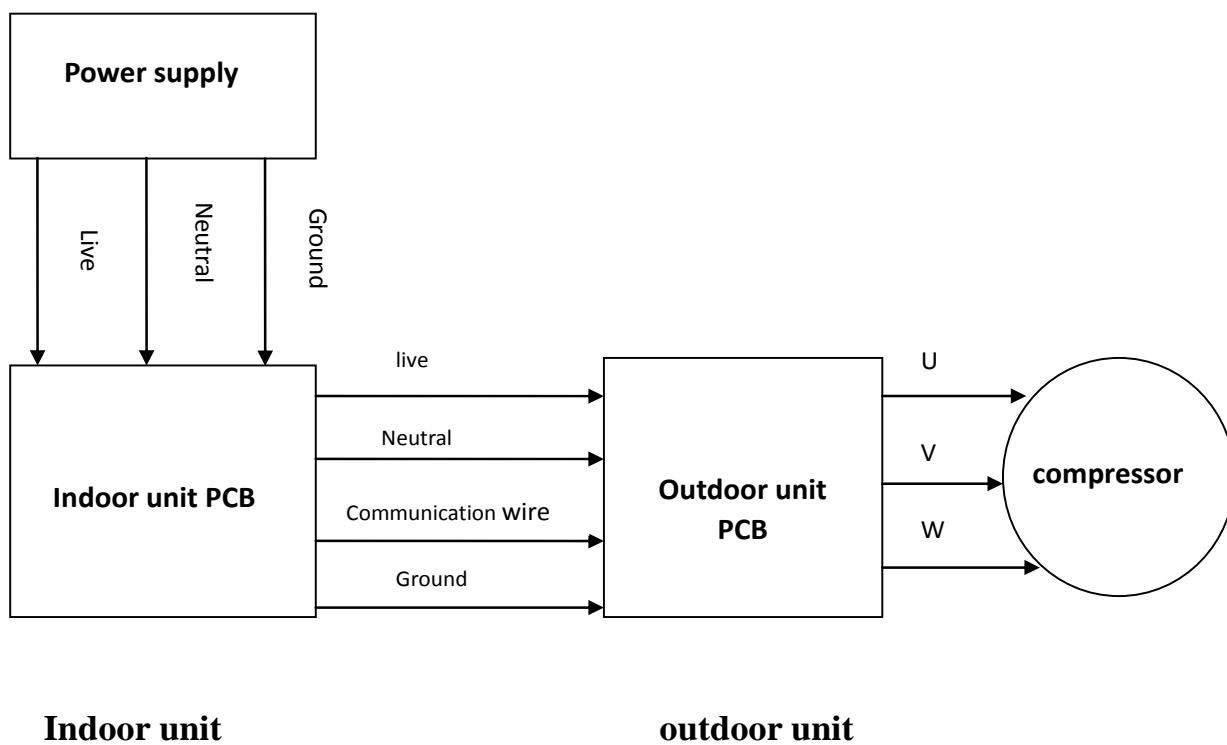 Power supply
Live
Neutral
Ground
live
Neutral
Communication wire
Ground
Indoor unit PCB
Outdoor unit
PCB
U
V
W
compressor
Indoor unit
outdoor unit